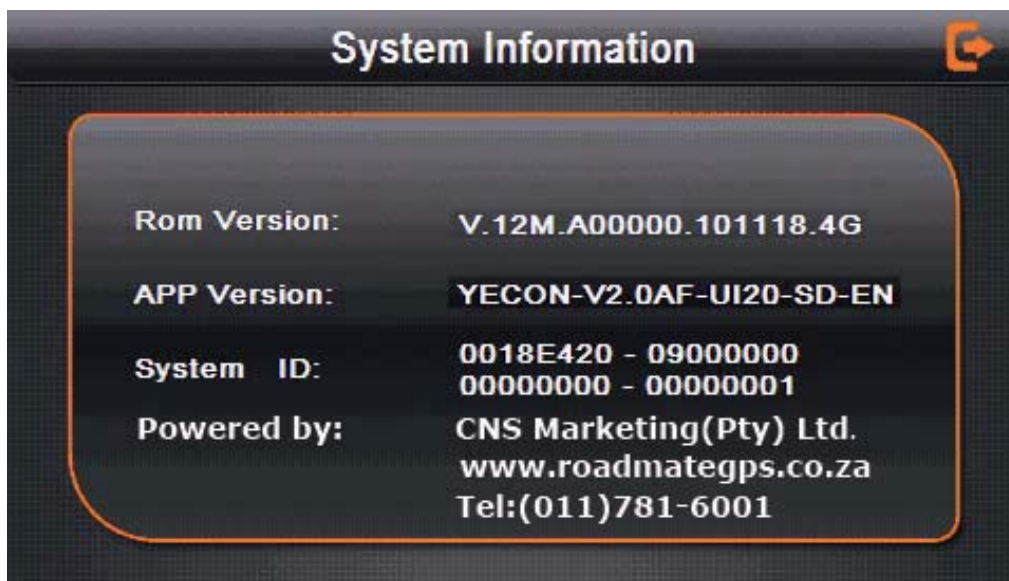 System Information
Rom Version: V.12M.A00000.101118.4G
APP Version: YECON-V2.0AF-UI20-SD-EN
System ID: 0018E420 - 09000000
00000000 - 00000001
Powered by: CNS Marketing(Pty) Ltd.
www.roadmategps.co.za
Tel:(011)781-6001